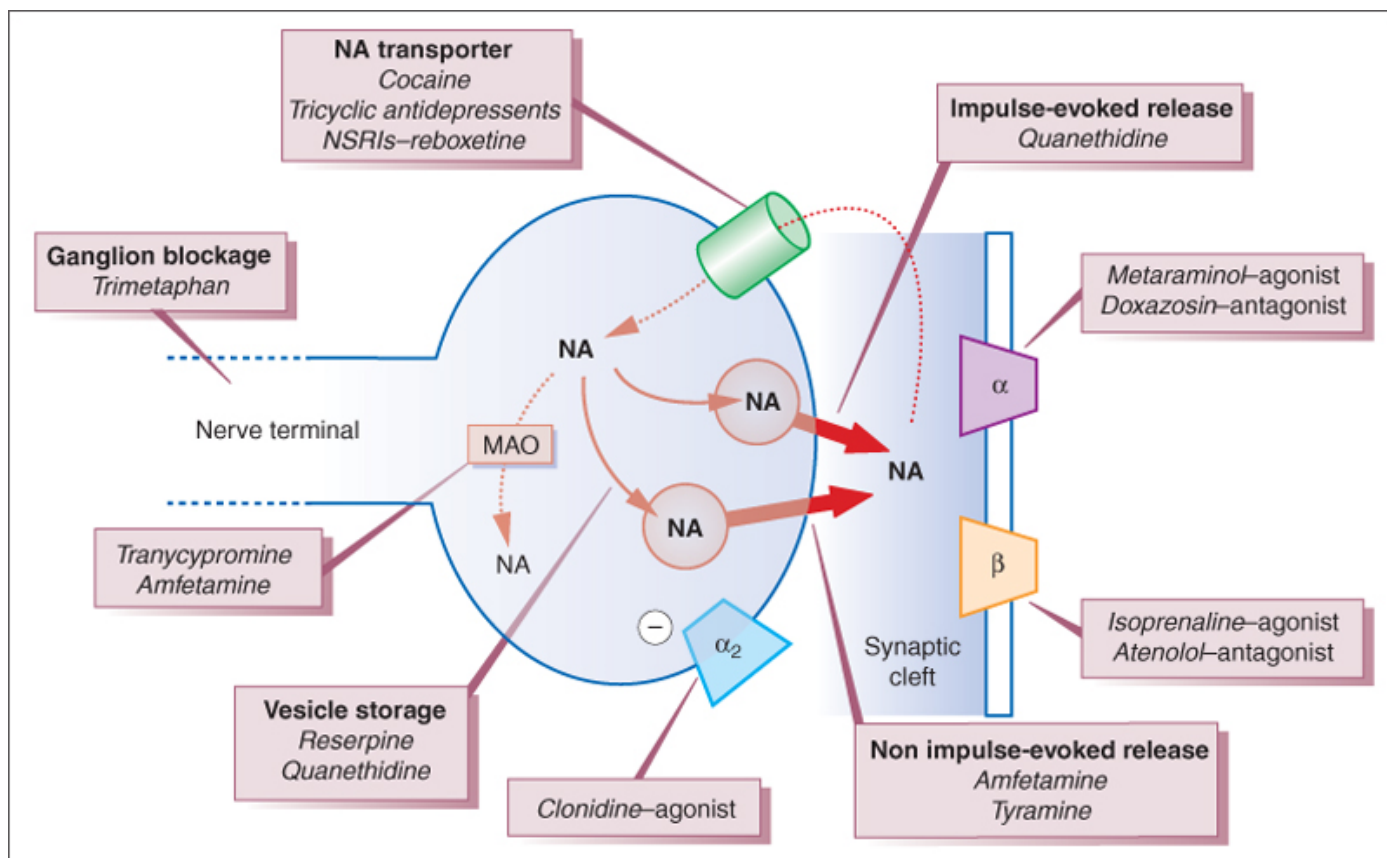 NA transporter
Cocaine
Tricyclic antidepressents
NSRIs–reboxetine
Impulse-evoked release
Quanethidine
Ganglion blockage
Trimetaphan
Metaraminol–agonist
Doxazosin–antagonist
NA
NA
α
Nerve terminal
MAO
NA
NA
Tranycypromine
Amfetamine
NA
β
−
α2
Synaptic
cleft
Isoprenaline–agonist
Atenolol–antagonist
Vesicle storage
Reserpine
Quanethidine
Clonidine–agonist
Non impulse-evoked release
Amfetamine
Tyramine